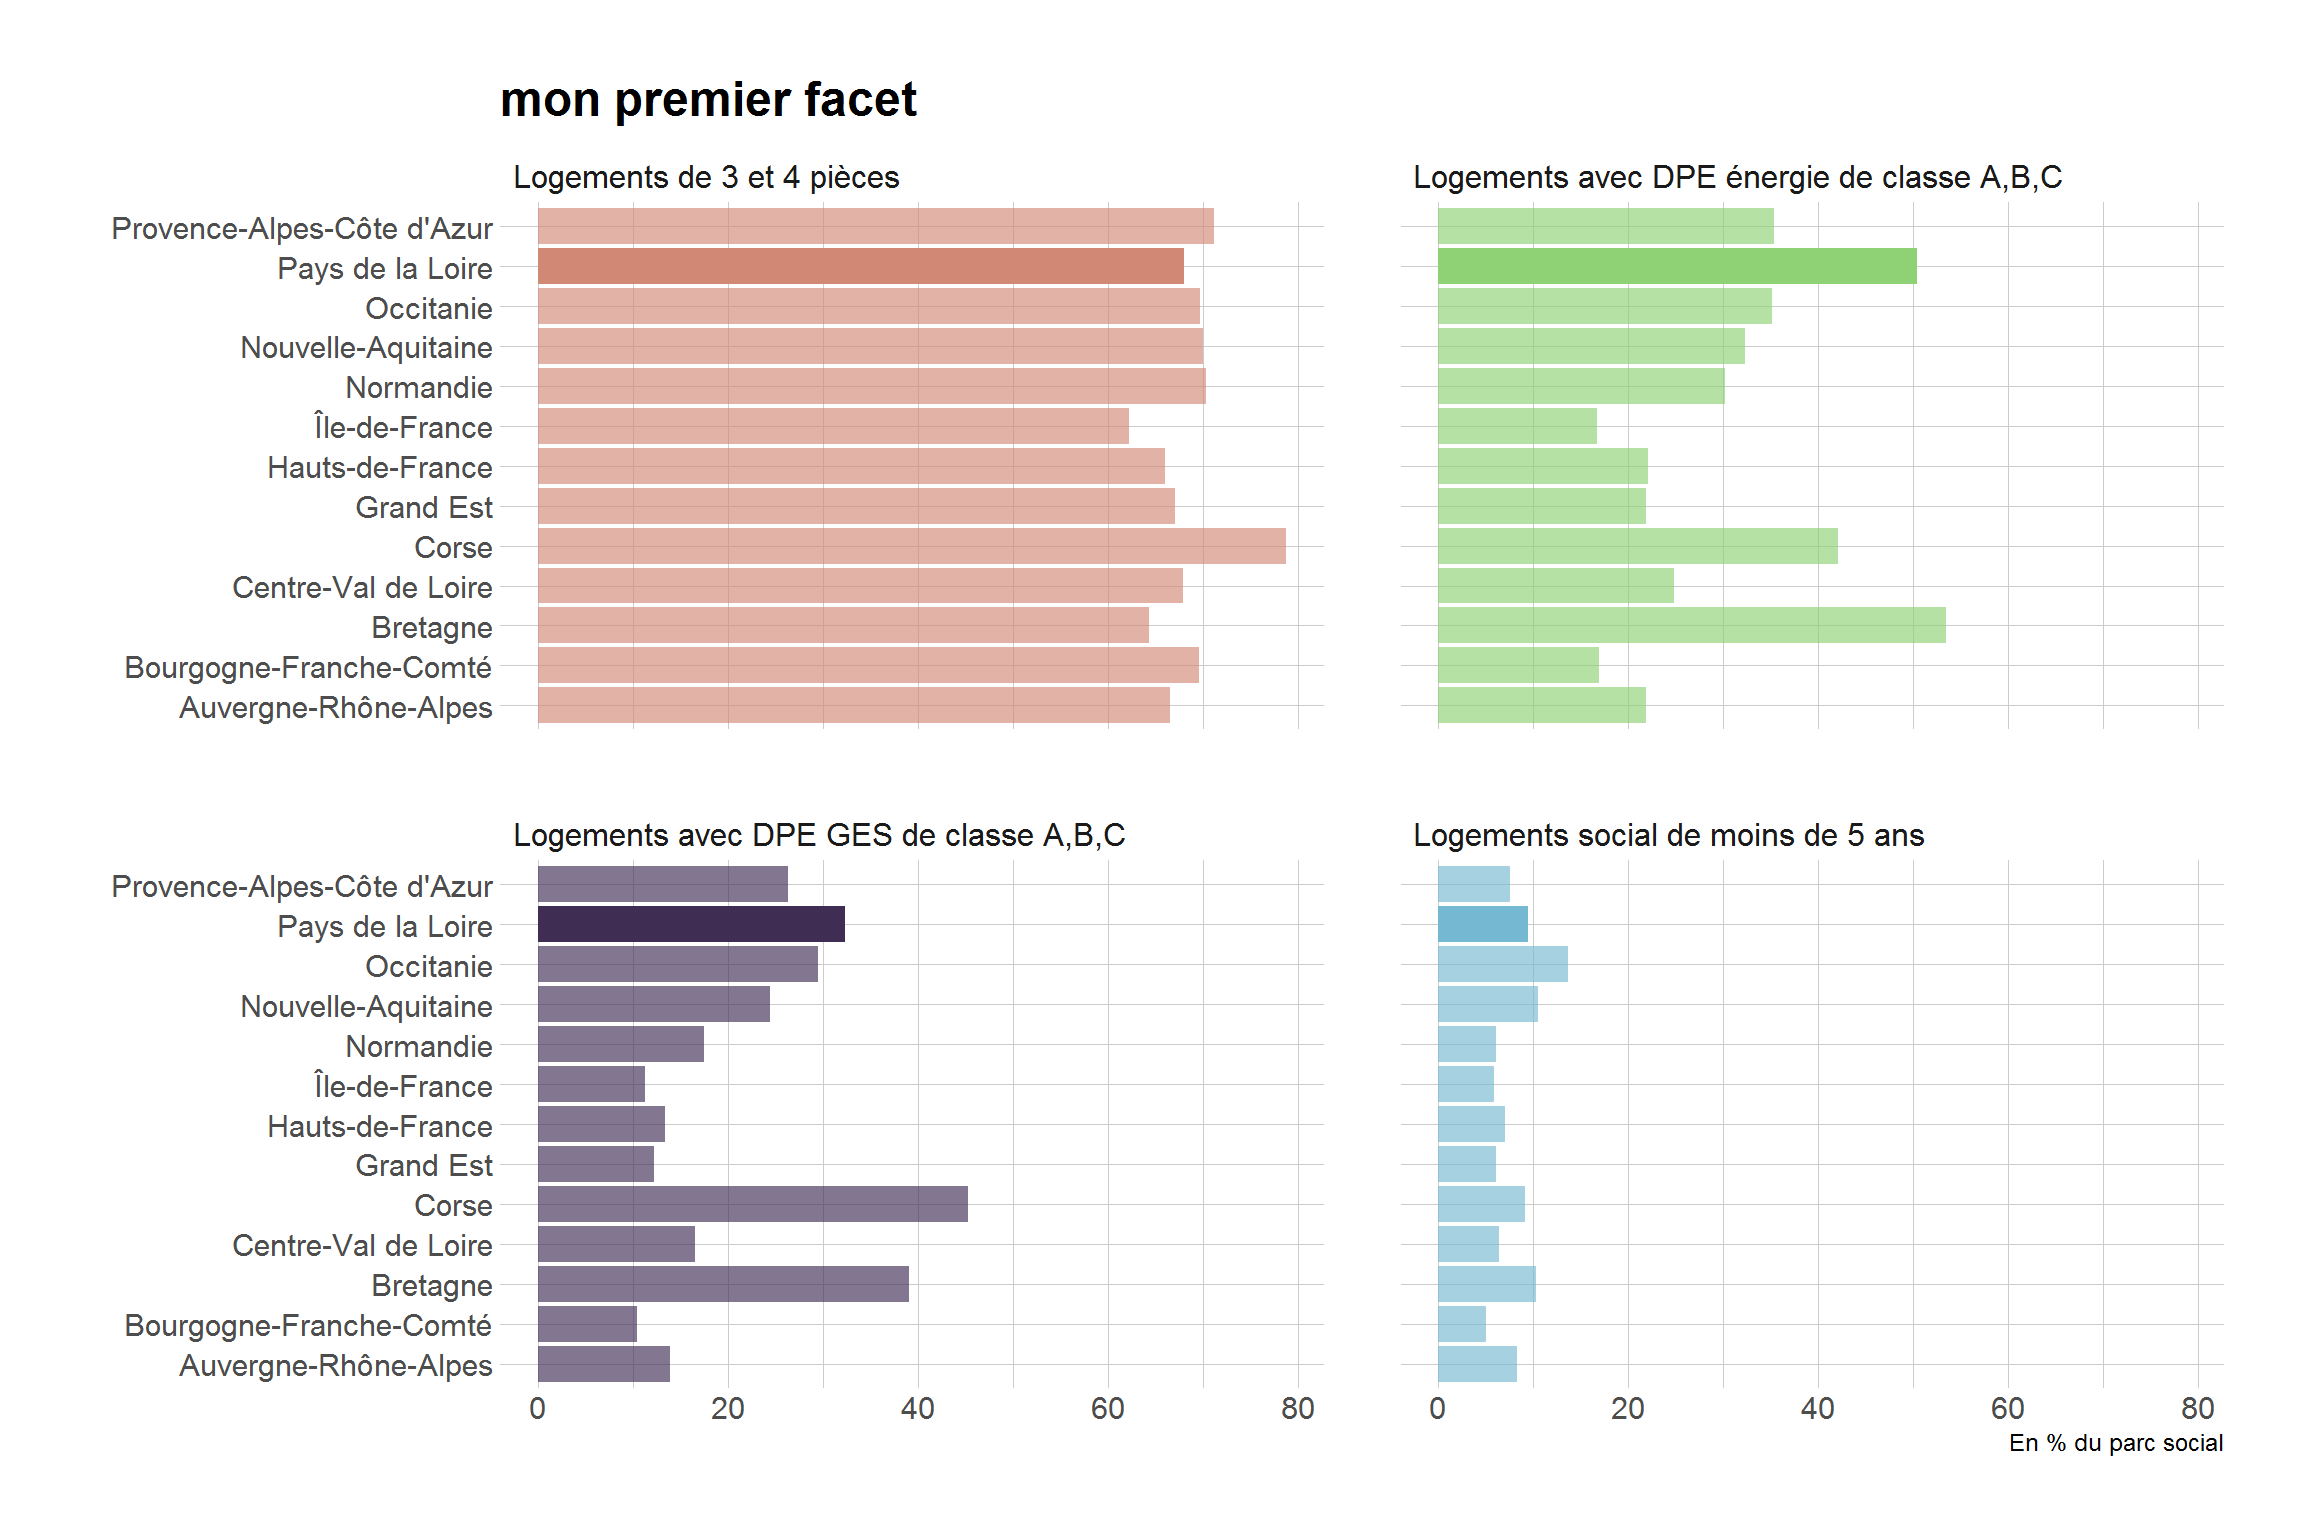 mon premier facet
Logements de 3 et 4 pièces
Logements avec DPE énergie de classe A,B,C
Provence-Alpes-Côte d'Azur
Pays de la Loire
Occitanie
Nouvelle-Aquitaine
Normandie
Île-de-France
Hauts-de-France
Grand Est
Corse
Centre-Val de Loire
Bretagne
Bourgogne-Franche-Comté
Auvergne-Rhône-Alpes
Logements avec DPE GES de classe A,B,C
Logements social de moins de 5 ans
Provence-Alpes-Côte d'Azur
Pays de la Loire
Occitanie
Nouvelle-Aquitaine
Normandie
Île-de-France
Hauts-de-France
Grand Est
Corse
Centre-Val de Loire
Bretagne
Bourgogne-Franche-Comté
Auvergne-Rhône-Alpes
0 20 40 60 80
0 20 40 60 80
En % du parc social